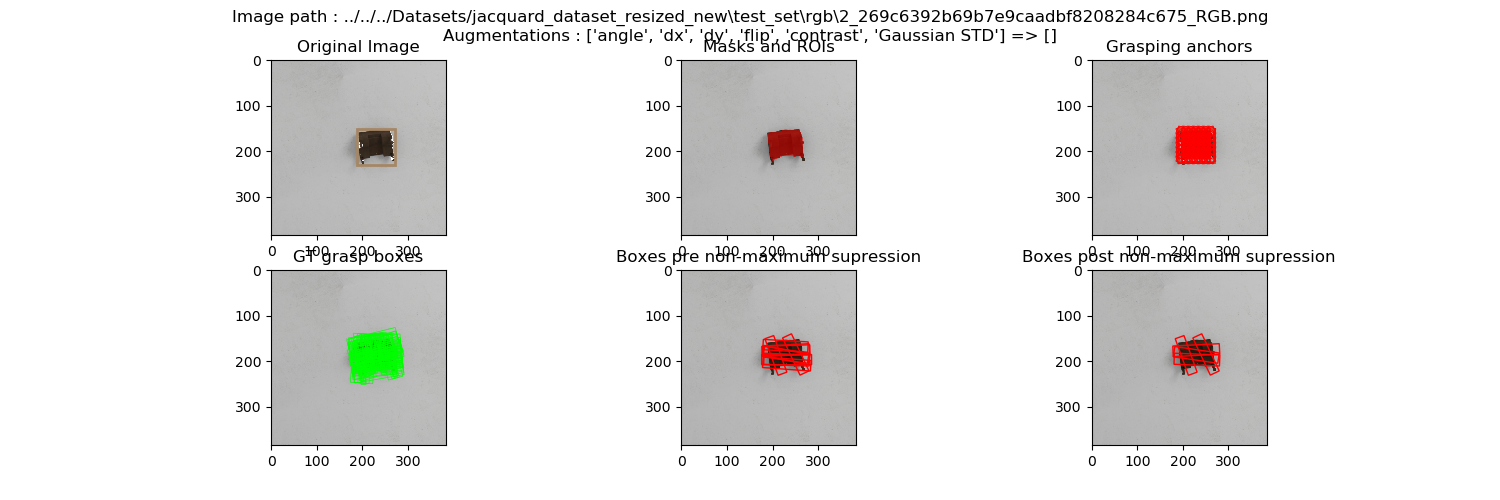 Image path : ../../../Datasets/jacquard_dataset_resized_new\test_set\rgb\2_269c6392b69b7e9caadbf8208284c675_RGB.png
Augmentations : ['angle', 'dx', 'dy', 'flip', 'contrast', 'Gaussian STD'] => []
Original Image
Masks and ROIs
Grasping anchors
0
100
200
300
0 100 200 300
0
100
200
300
0 100 200 300
0
100
200
300
0 100 200 300
GT grasp boxes
Boxes pre non-maximum supression
Boxes post non-maximum supression
0
100
200
300
0 100 200 300
0
100
200
300
0 100 200 300
0
100
200
300
0 100 200 300